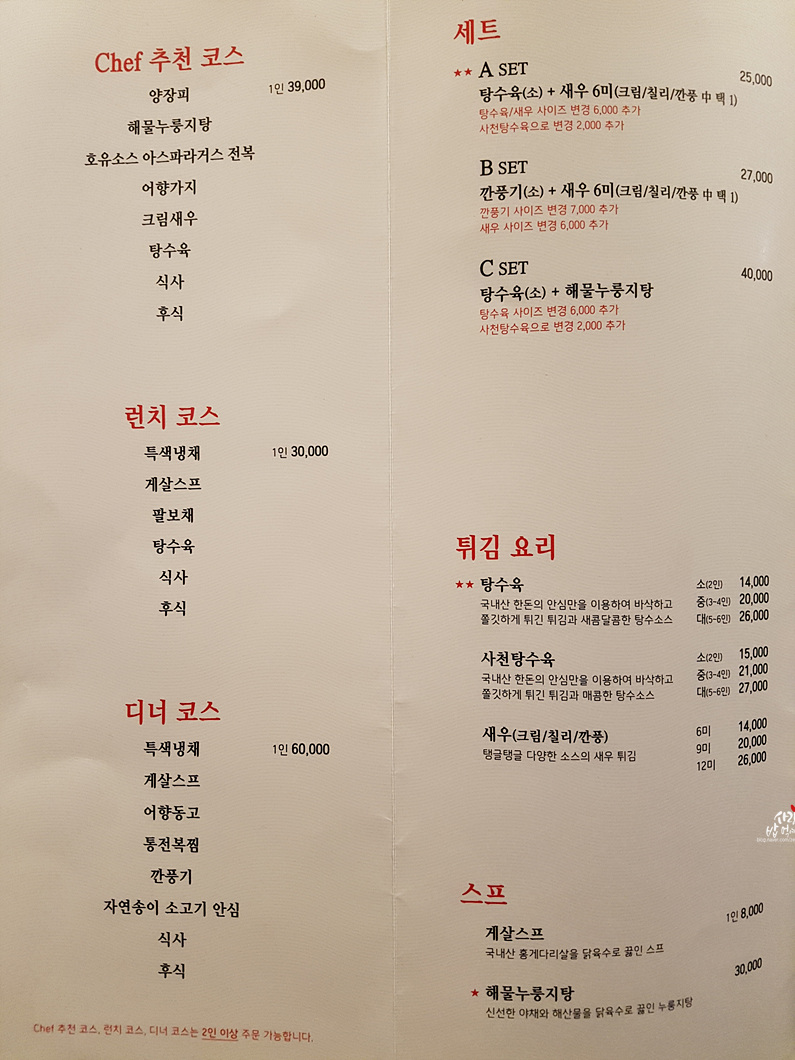 Chef 추천 코스
양장피 1인 39,000
해물누룽지탕
호유소스 아스파라거스 전복
어향가지
크림새우
탕수육
식사
후식
런치 코스
특색냉채 1인 30,000
게살스프
팔보채
탕수육
식사
후식
디너 코스
특색냉채 1인 60,000
게살스프
어향동고
통전복찜
깐풍기
자연송이 소고기 안심
식사
후식
Chef 추천 코스, 런치 코스, 디너 코스는 2인 이상 주문 가능합니다.
세트
★★ A SET 25,000
탕수육(소) + 새우 6미(크림/칠리/깐풍 中 택 1)
탕수육/새우 사이즈 변경 6,000 추가
사천탕수육으로 변경 2,000 추가
B SET 27,000
깐풍기(소) + 새우 6미(크림/칠리/깐풍 中 택 1)
깐풍기 사이즈 변경 7,000 추가
새우 사이즈 변경 6,000 추가
C SET 40,000
탕수육(소) + 해물누룽지탕
탕수육 사이즈 변경 6,000 추가
사천탕수육으로 변경 2,000 추가
튀김 요리
★★ 탕수육 소(2인) 14,000
국내산 한돈의 안심만을 이용하여 바삭하고 중(3-4인) 20,000
쫄깃하게 튀긴 튀김과 새콤달콤한 탕수소스 대(5-6인) 26,000
사천탕수육 소(2인) 15,000
국내산 한돈의 안심만을 이용하여 바삭하고 중(3-4인) 21,000
쫄깃하게 튀긴 튀김과 매콤한 탕수소스 대(5-6인) 27,000
새우(크림/칠리/깐풍) 6미 14,000
탱글탱글 다양한 소스의 새우 튀김 9미 20,000
12미 26,000
스프
게살스프 1인 8,000
국내산 홍게다리살을 닭육수로 끓인 스프
★ 해물누룽지탕 30,000
신선한 야채와 해산물을 닭육수로 끓인 누룽지탕